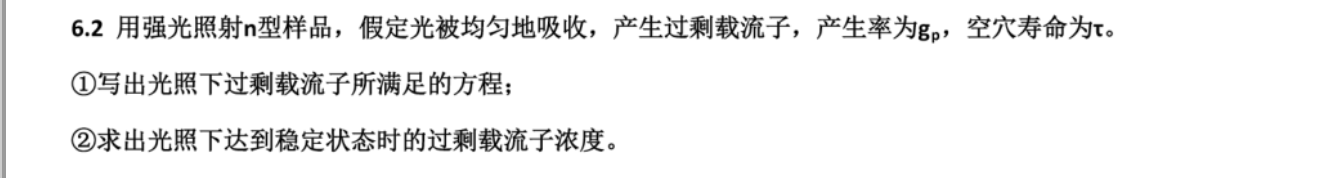 6.2 用强光照射n型样品，假定光被均匀地吸收，产生过剩载流子，产生率为gₚ，空穴寿命为τ。
①写出光照下过剩载流子所满足的方程；
②求出光照下达到稳定状态时的过剩载流子浓度。